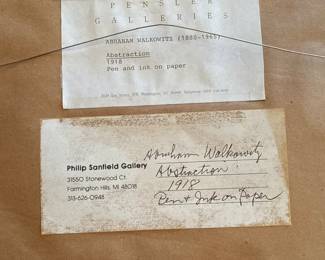 PENSLER
GALLERIES
ABRAHAM WALKOWITZ (1880-1965)
Abstraction
1918
Pen and ink on paper
Philip Sanfield Gallery
31550 Stonewood Ct.
Farmington Hills, MI 48018
313-626-0948
Abraham Walkowitz
Abstraction
1918
Pen & Ink on Paper